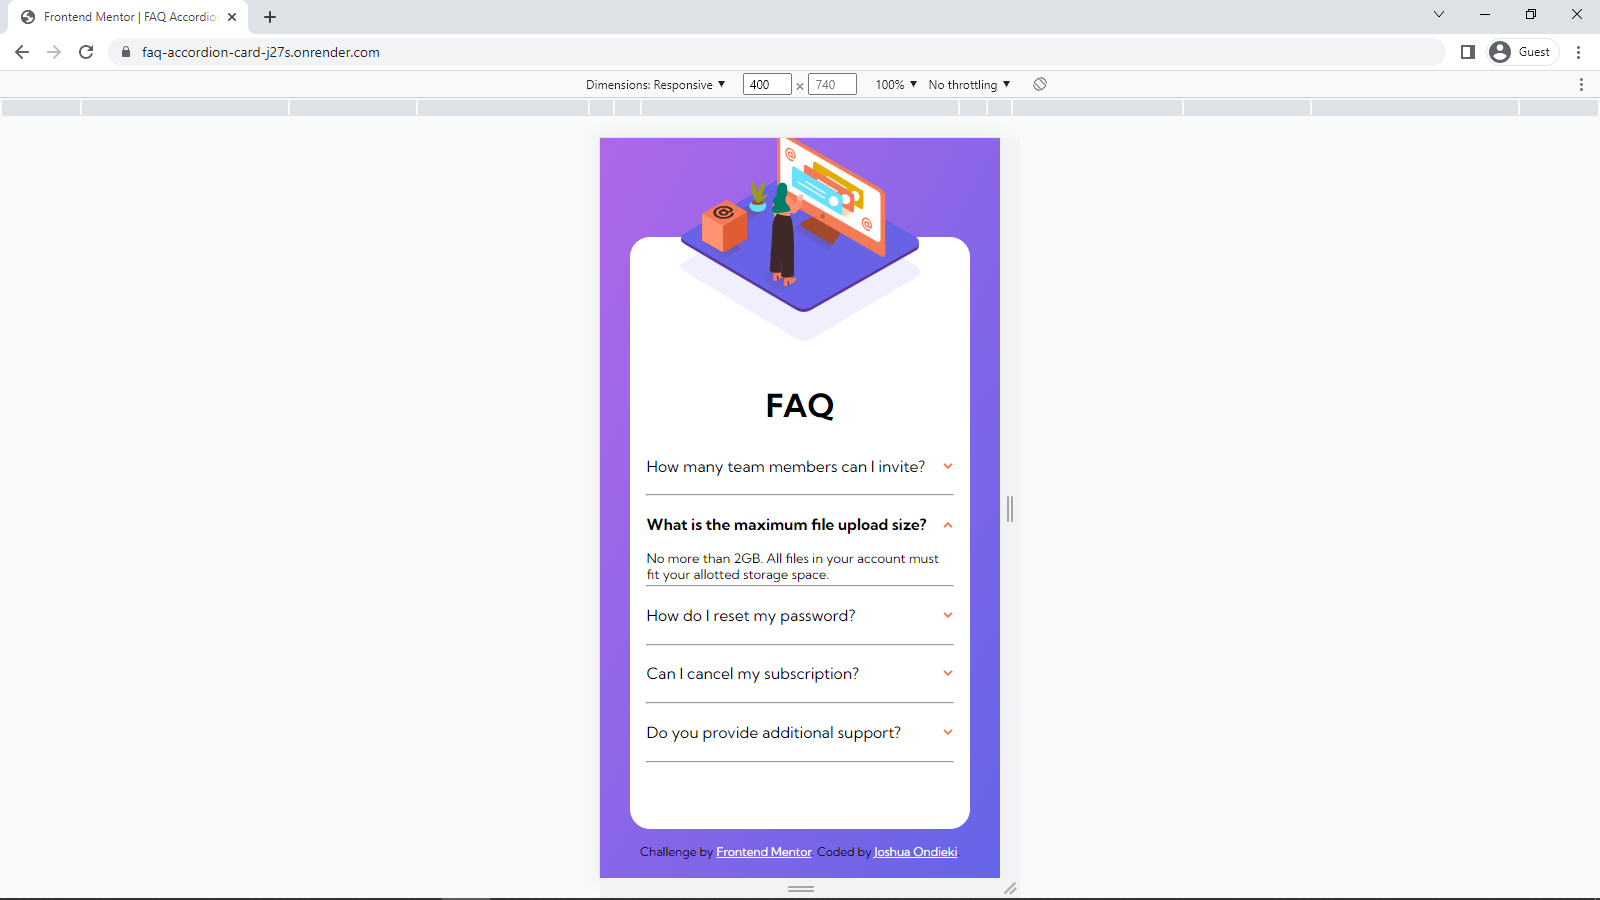 Frontend Mentor | FAQ Accordio
faq-accordion-card-j27s.onrender.com
Guest
Dimensions: Responsive ▼ 400 × 740 100% ▼ No throttling ▼
@
@
@
FAQ
How many team members can I invite?
What is the maximum file upload size?
No more than 2GB. All files in your account must
fit your allotted storage space.
How do I reset my password?
Can I cancel my subscription?
Do you provide additional support?
Challenge by Frontend Mentor. Coded by Joshua Ondieki.